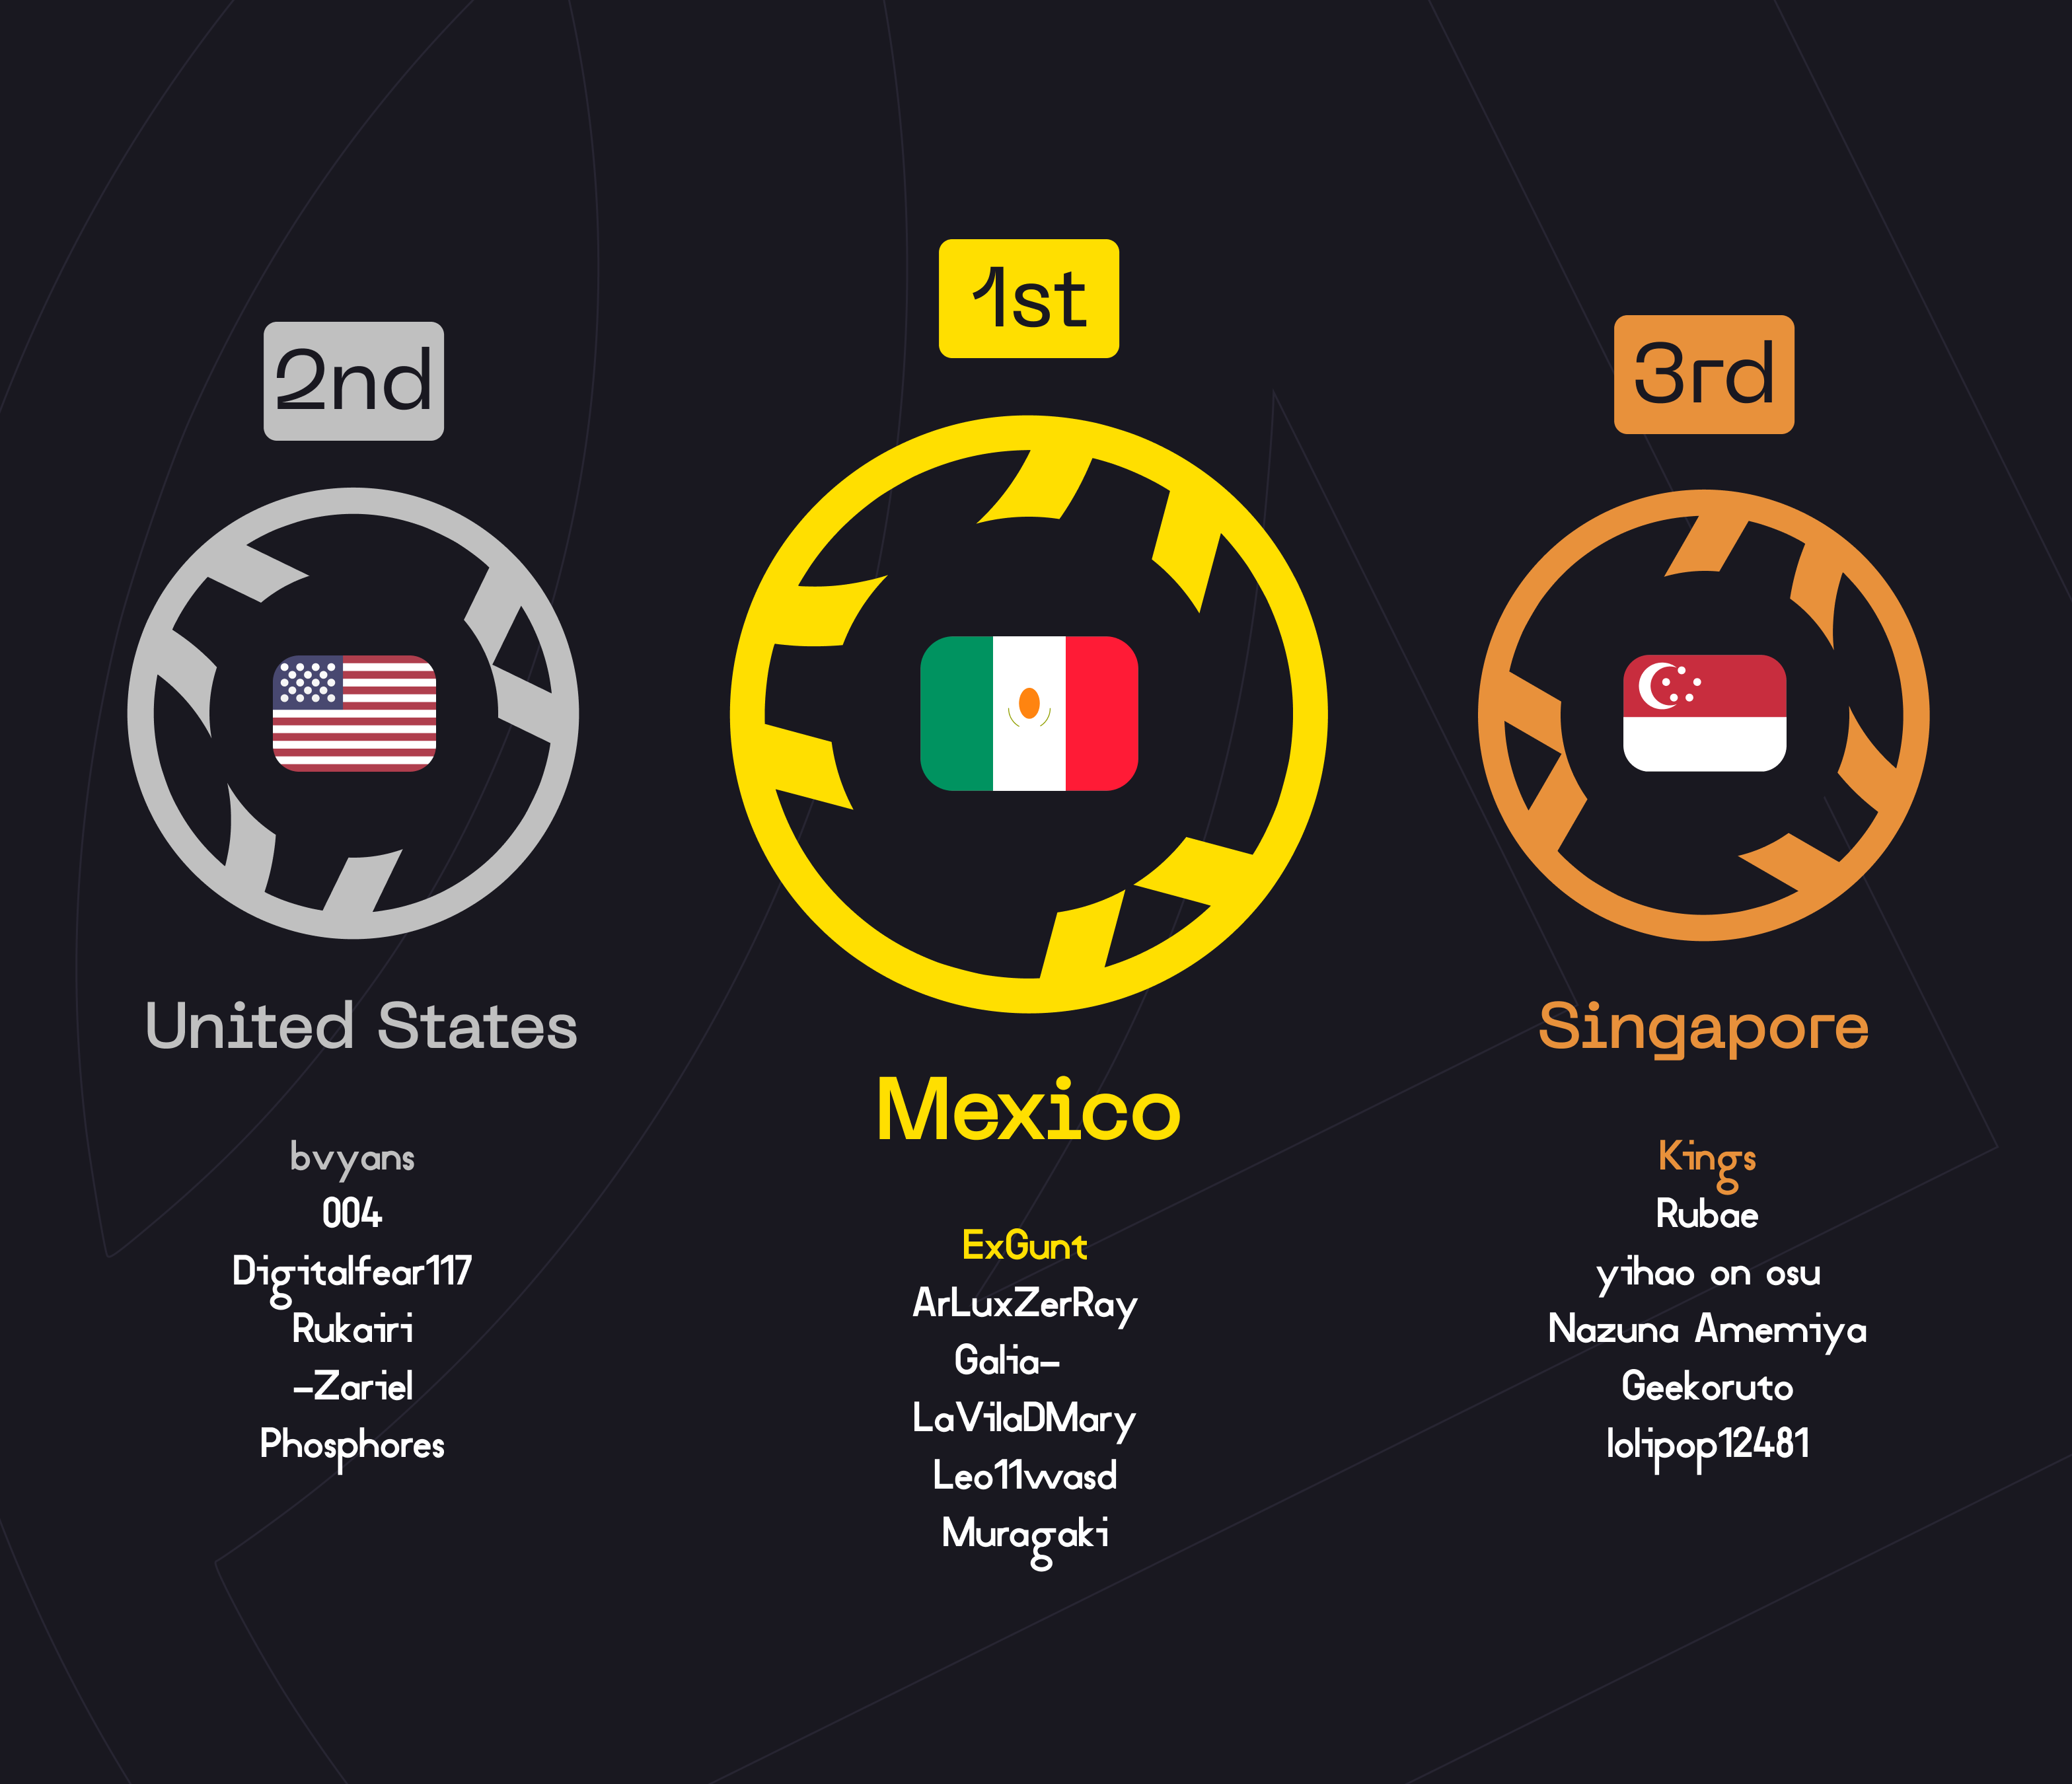 2nd
United States
bvyans
004
Digitalfear117
Rukairi
-Zariel
Phosphores
1st
Mexico
ExGunt
ArLuxZerRay
Galia-
LaVilaDMary
Leo11wasd
Muragaki
3rd
Singapore
Kings
Rubae
yihao on osu
Nazuna Amemiya
Geekoruto
lolipop12481